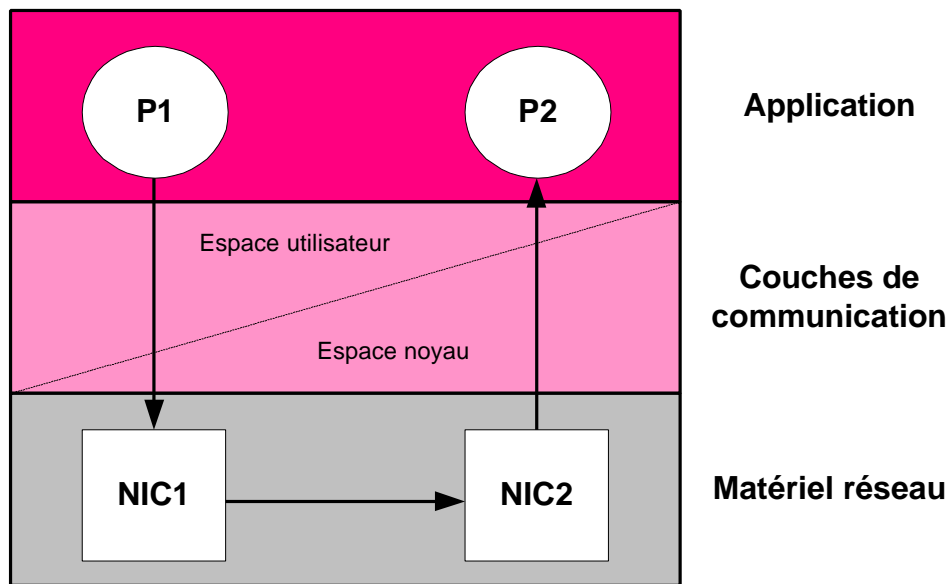 P1
P2
Application
Espace utilisateur
Espace noyau
Couches de
communication
NIC1
NIC2
Matériel réseau